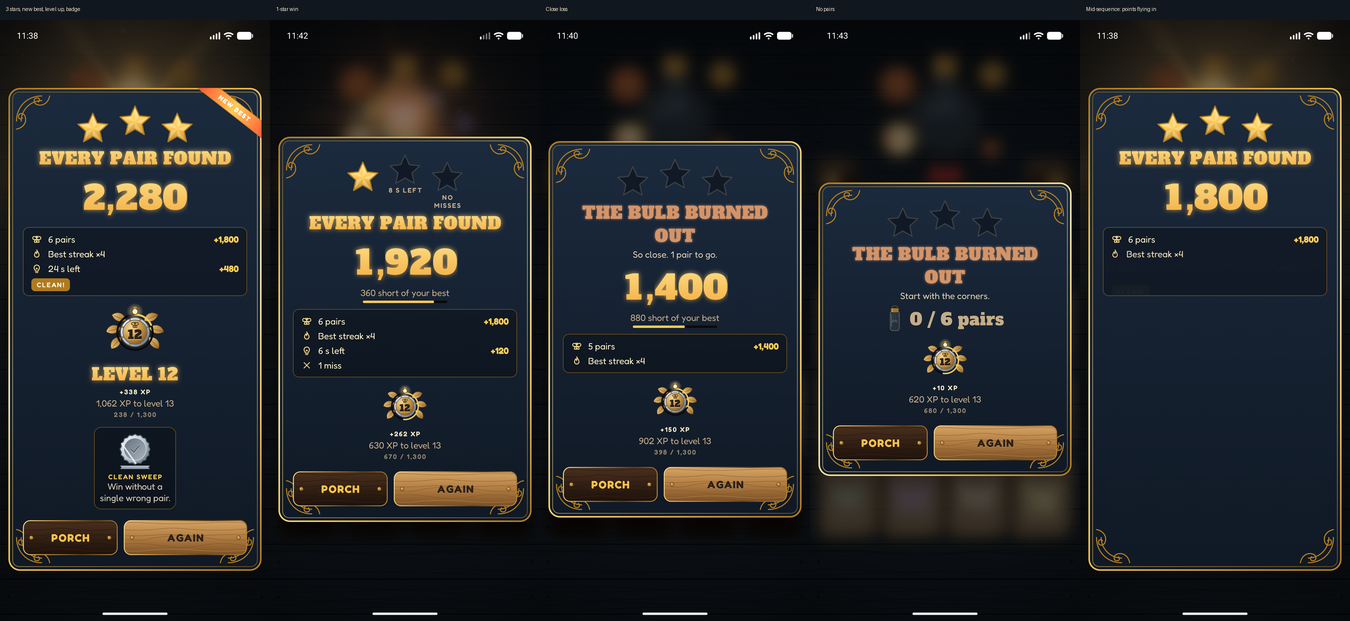 3 stars, new best, level up, badge
11:38
NEW BEST
EVERY PAIR FOUND
2,280
6 pairs +1,800
Best streak ×4
24 s left +480
CLEAN!
12
LEVEL 12
+338 XP
1,062 XP to level 13
238 / 1,300
CLEAN SWEEP
Win without a
single wrong pair.
PORCH AGAIN
1 star win
11:42
8 S LEFT
NO
MISSES
EVERY PAIR FOUND
1,920
360 short of your best
6 pairs +1,800
Best streak ×4
6 s left +120
1 miss
12
+262 XP
630 XP to level 13
670 / 1,300
PORCH AGAIN
Close loss
11:40
THE BULB BURNED
OUT
So close. 1 pair to go.
1,400
880 short of your best
5 pairs +1,400
Best streak ×4
12
+150 XP
902 XP to level 13
398 / 1,300
PORCH AGAIN
No pairs
11:43
THE BULB BURNED
OUT
Start with the corners.
0 / 6 pairs
12
+10 XP
620 XP to level 13
680 / 1,300
PORCH AGAIN
Mid-sequence: points flying in
11:38
EVERY PAIR FOUND
1,800
6 pairs +1,800
Best streak ×4